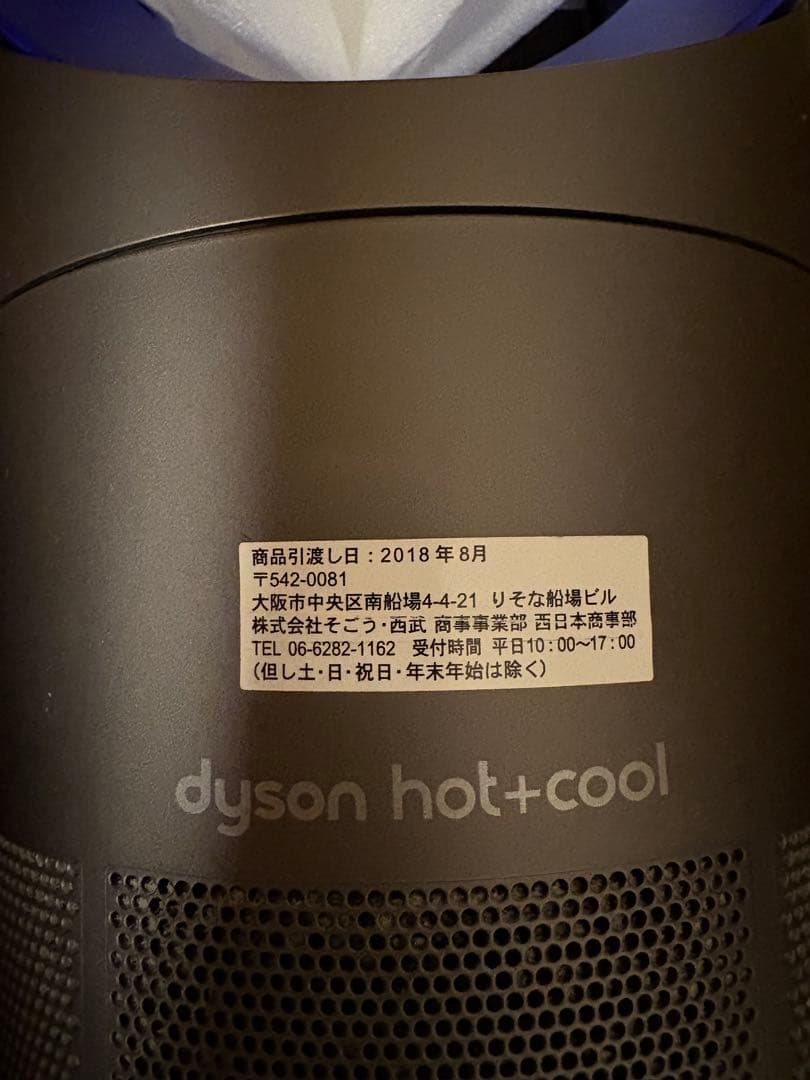 商品引渡し日：2018年8月
〒542-0081
大阪市中央区南船場4-4-21 りそな船場ビル
株式会社そごう・西武 商事事業部 西日本商事部
TEL 06-6282-1162 受付時間 平日10：00～17：00
（但し土・日・祝日・年末年始は除く）
dyson hot+cool